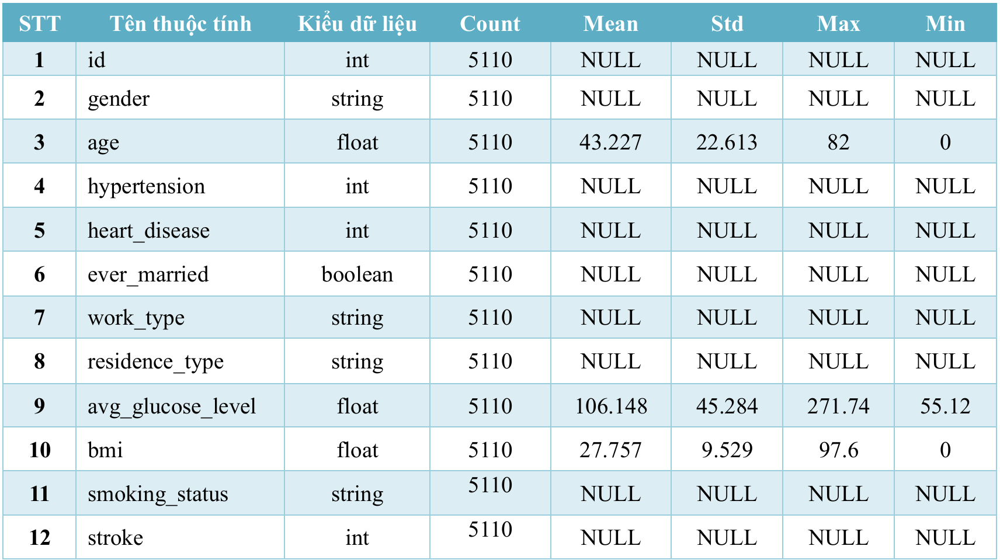 STT Tên thuộc tính Kiểu dữ liệu Count Mean Std Max Min
1 id int 5110 NULL NULL NULL NULL
2 gender string 5110 NULL NULL NULL NULL
3 age float 5110 43.227 22.613 82 0
4 hypertension int 5110 NULL NULL NULL NULL
5 heart_disease int 5110 NULL NULL NULL NULL
6 ever_married boolean 5110 NULL NULL NULL NULL
7 work_type string 5110 NULL NULL NULL NULL
8 residence_type string 5110 NULL NULL NULL NULL
9 avg_glucose_level float 5110 106.148 45.284 271.74 55.12
10 bmi float 5110 27.757 9.529 97.6 0
11 smoking_status string 5110 NULL NULL NULL NULL
12 stroke int 5110 NULL NULL NULL NULL